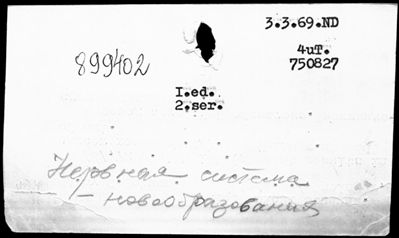 3.3.69.ND
899402
4uT.
750827
I.ed.
2.ser.
Нервная система
– новообразования